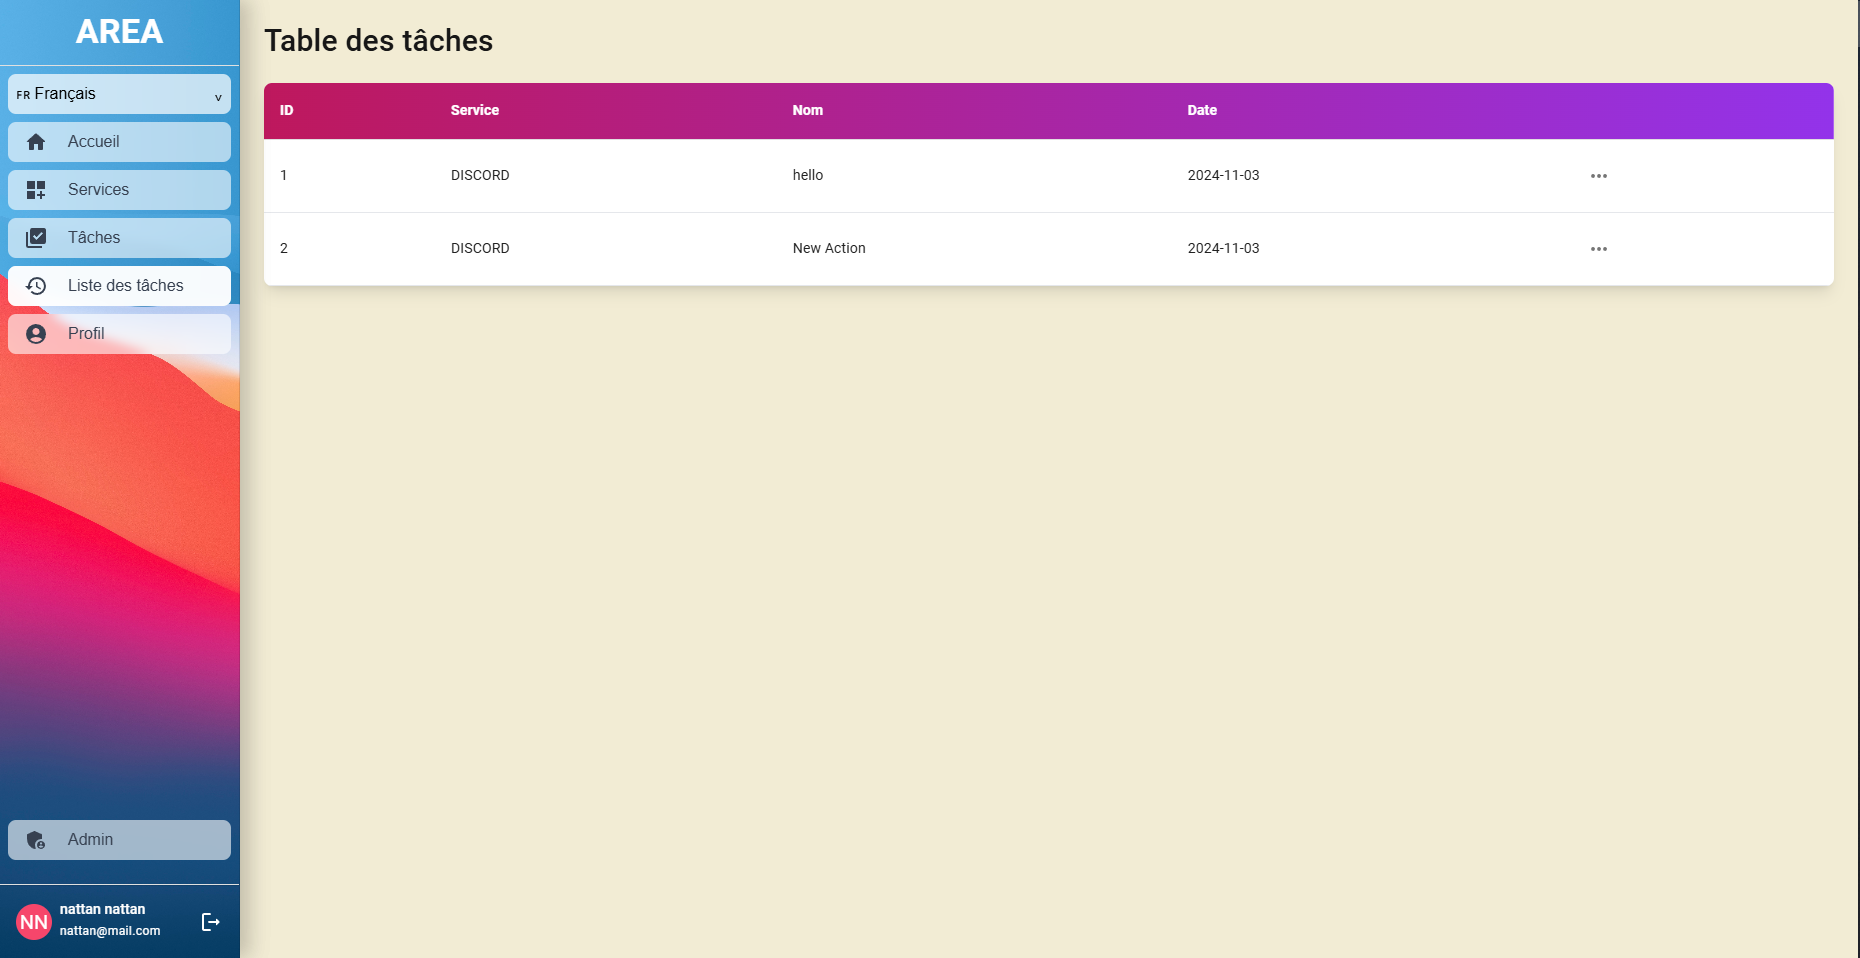 AREA
FR Français
Accueil
Services
Tâches
Liste des tâches
Profil
Admin
NN
nattan nattan
nattan@mail.com
Table des tâches
ID Service Nom Date
1 DISCORD hello 2024-11-03
2 DISCORD New Action 2024-11-03